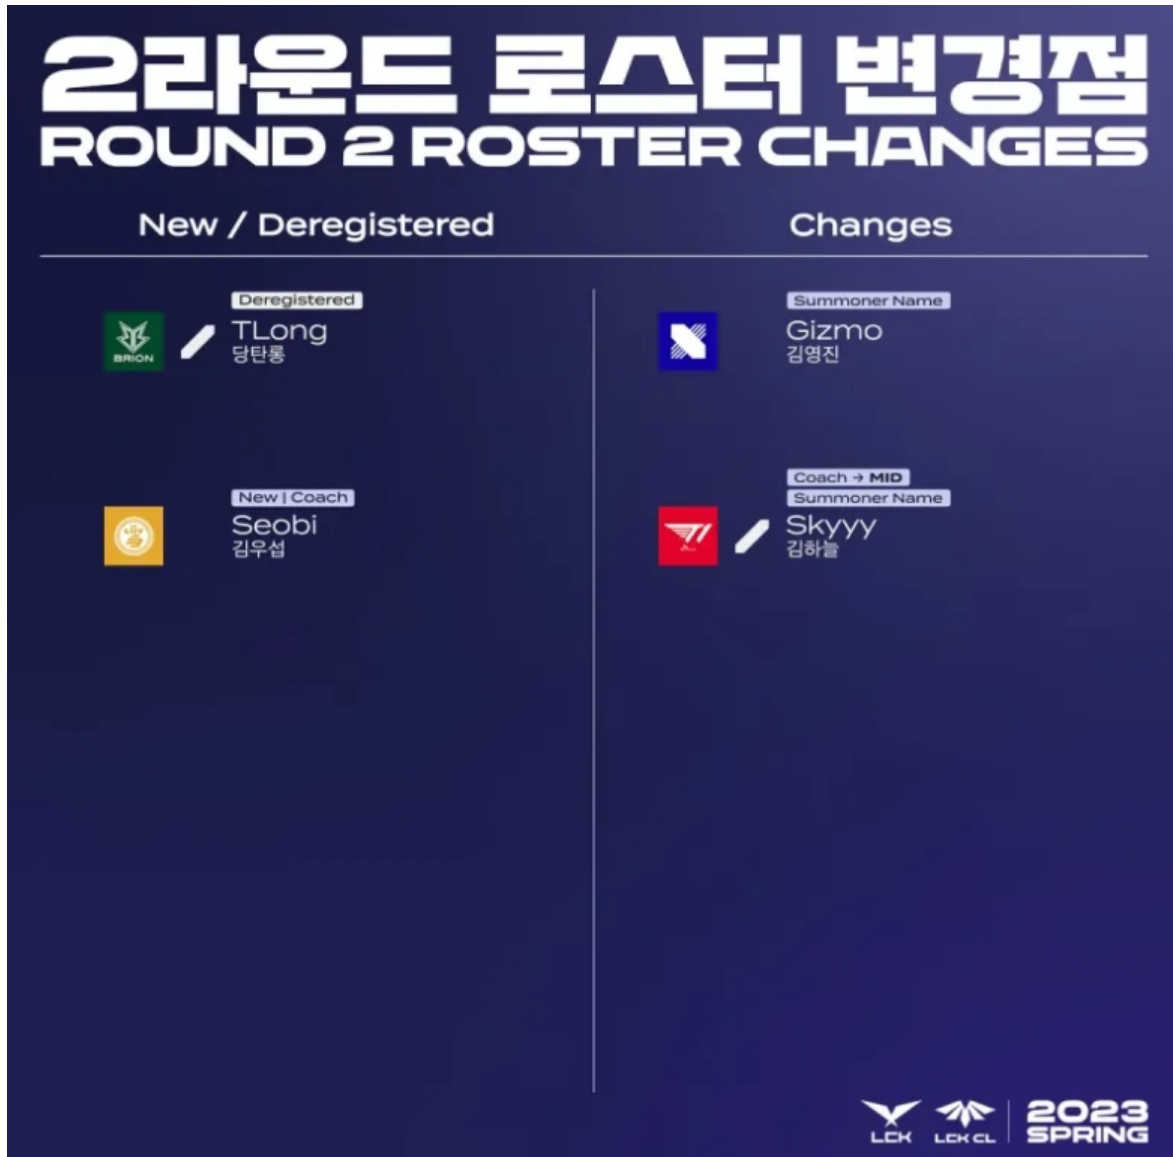 2라운드 로스터 변경점
ROUND 2 ROSTER CHANGES
New / Deregistered
Deregistered
BRION
TLong
당탄롱
New | Coach
Seobi
김우섭
Changes
Summoner Name
Gizmo
김영진
Coach → MID
Summoner Name
T1
Skyyy
김하늘
LCK
LCK CL
2023
SPRING